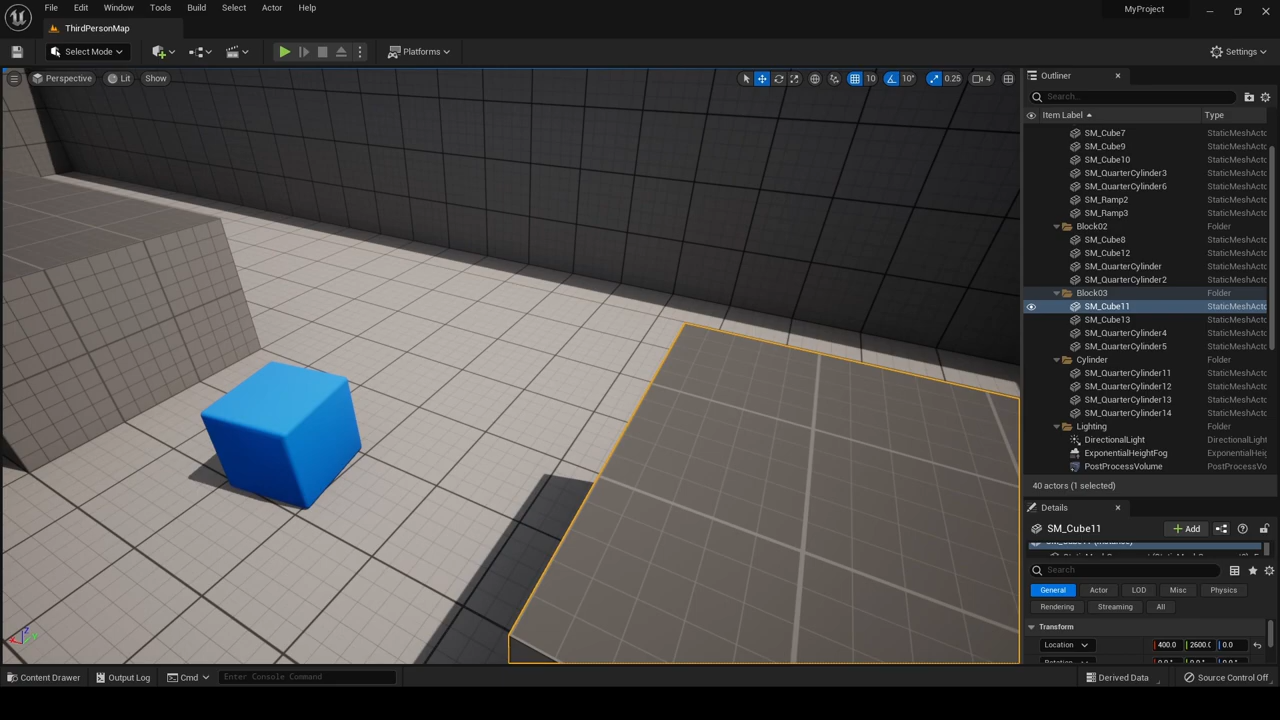 File Edit Window Tools Build Select Actor Help
MyProject
ThirdPersonMap
Select Mode
Platforms
Settings
Perspective Lit Show
10 10° 0.25 4
Outliner
Search...
Item Label Type
SM_Cube7 StaticMeshActo
SM_Cube9 StaticMeshActo
SM_Cube10 StaticMeshActo
SM_QuarterCylinder3 StaticMeshActo
SM_QuarterCylinder6 StaticMeshActo
SM_Ramp2 StaticMeshActo
SM_Ramp3 StaticMeshActo
Block02 Folder
SM_Cube8 StaticMeshActo
SM_Cube12 StaticMeshActo
SM_QuarterCylinder StaticMeshActo
SM_QuarterCylinder2 StaticMeshActo
Block03 Folder
SM_Cube11 StaticMeshActo
SM_Cube13 StaticMeshActo
SM_QuarterCylinder4 StaticMeshActo
SM_QuarterCylinder5 StaticMeshActo
Cylinder Folder
SM_QuarterCylinder11 StaticMeshActo
SM_QuarterCylinder12 StaticMeshActo
SM_QuarterCylinder13 StaticMeshActo
SM_QuarterCylinder14 StaticMeshActo
Lighting Folder
DirectionalLight DirectionalLight
ExponentialHeightFog ExponentialHeig
PostProcessVolume PostProcessVo
40 actors (1 selected)
Details
SM_Cube11 Add
Search
General Actor LOD Misc Physics
Rendering Streaming All
Transform
Location 400.0 2600.0 0.0
Content Drawer Output Log Cmd Enter Console Command Derived Data Source Control Off